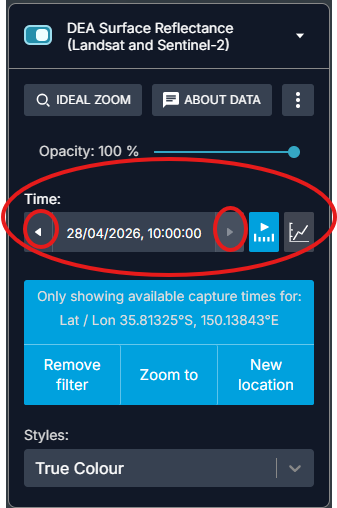 DEA Surface Reflectance
(Landsat and Sentinel-2)
IDEAL ZOOM
ABOUT DATA
Opacity: 100 %
Time:
28/04/2026, 10:00:00
Only showing available capture times for:
Lat / Lon 35.81325°S, 150.13843°E
Remove
filter
Zoom to
New
location
Styles:
True Colour